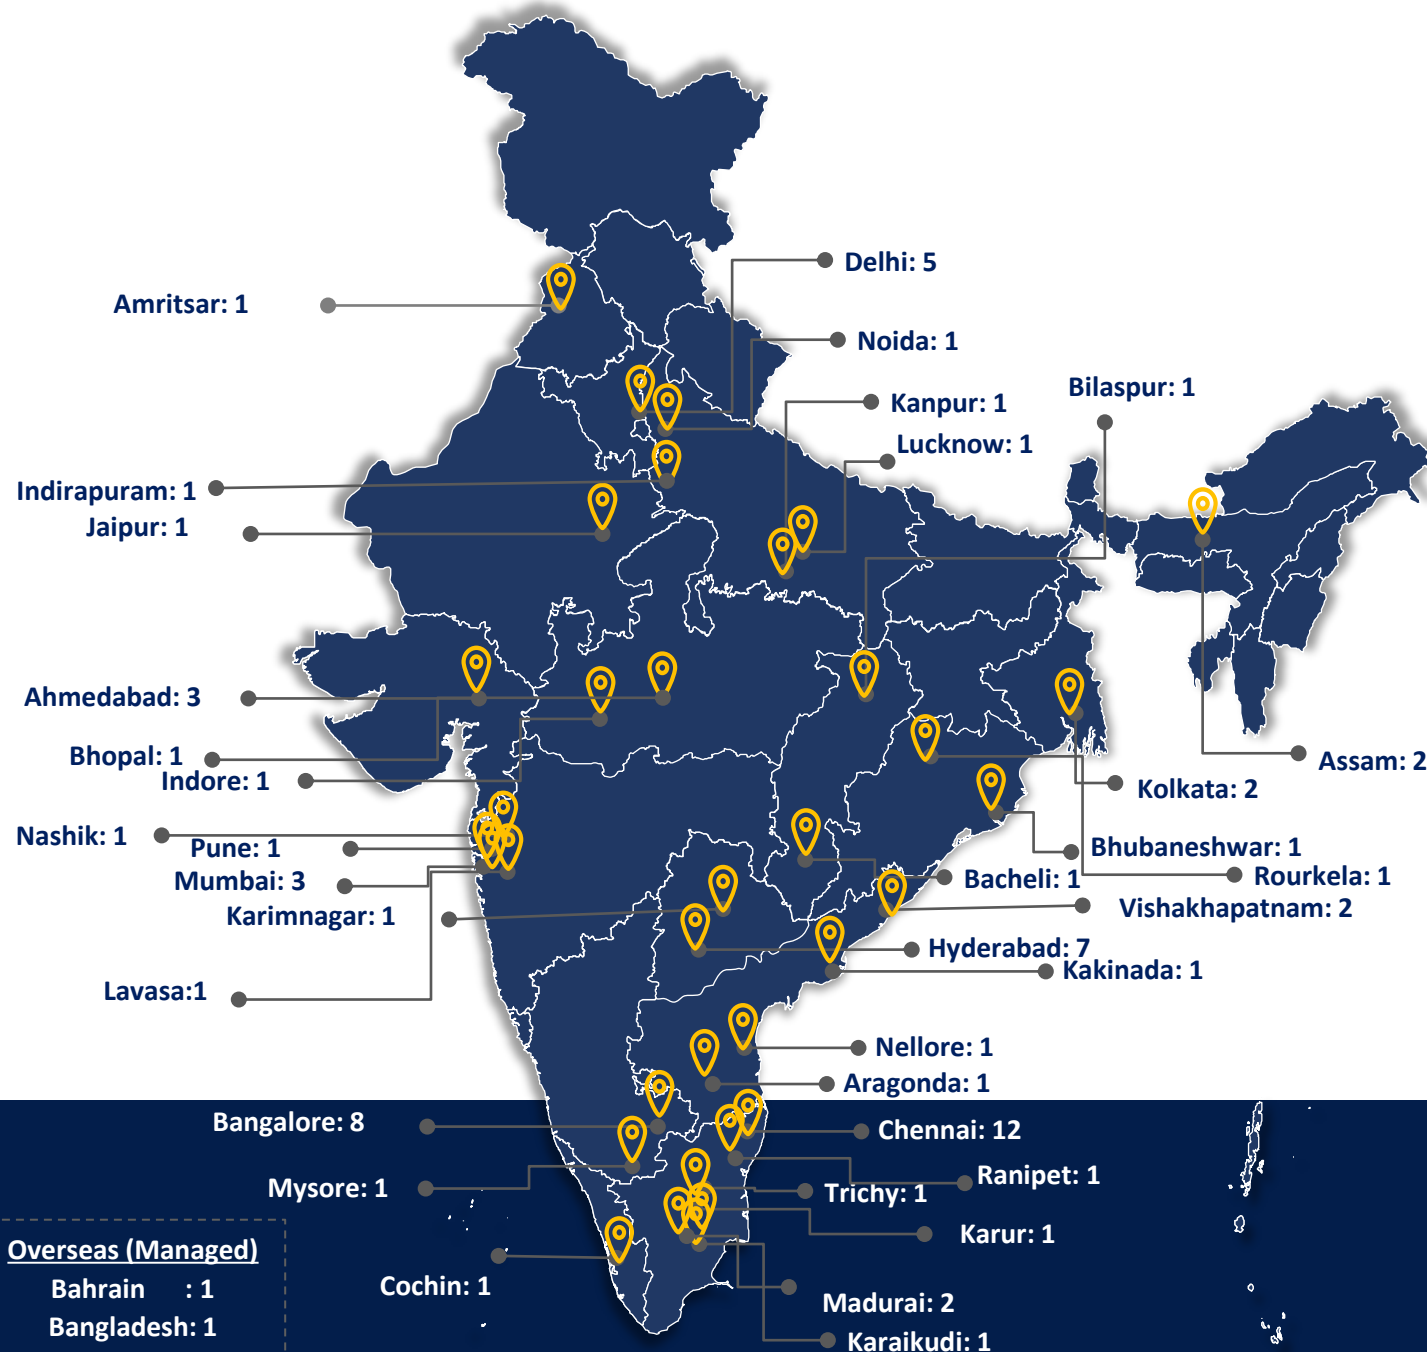 Delhi: 5
Amritsar: 1
Noida: 1
Bilaspur: 1
Kanpur: 1
Lucknow: 1
Indirapuram: 1
Jaipur: 1
Ahmedabad: 3
Bhopal: 1
Assam: 2
Indore: 1
Kolkata: 2
Nashik: 1
Pune: 1
Bhubaneshwar: 1
Mumbai: 3
Bacheli: 1
Rourkela: 1
Karimnagar: 1
Vishakhapatnam: 2
Hyderabad: 7
Kakinada: 1
Lavasa:1
Nellore: 1
Aragonda: 1
Bangalore: 8
Chennai: 12
Ranipet: 1
Mysore: 1
Trichy: 1
Karur: 1
Overseas (Managed)
Bahrain : 1
Bangladesh: 1
Cochin: 1
Madurai: 2
Karaikudi: 1